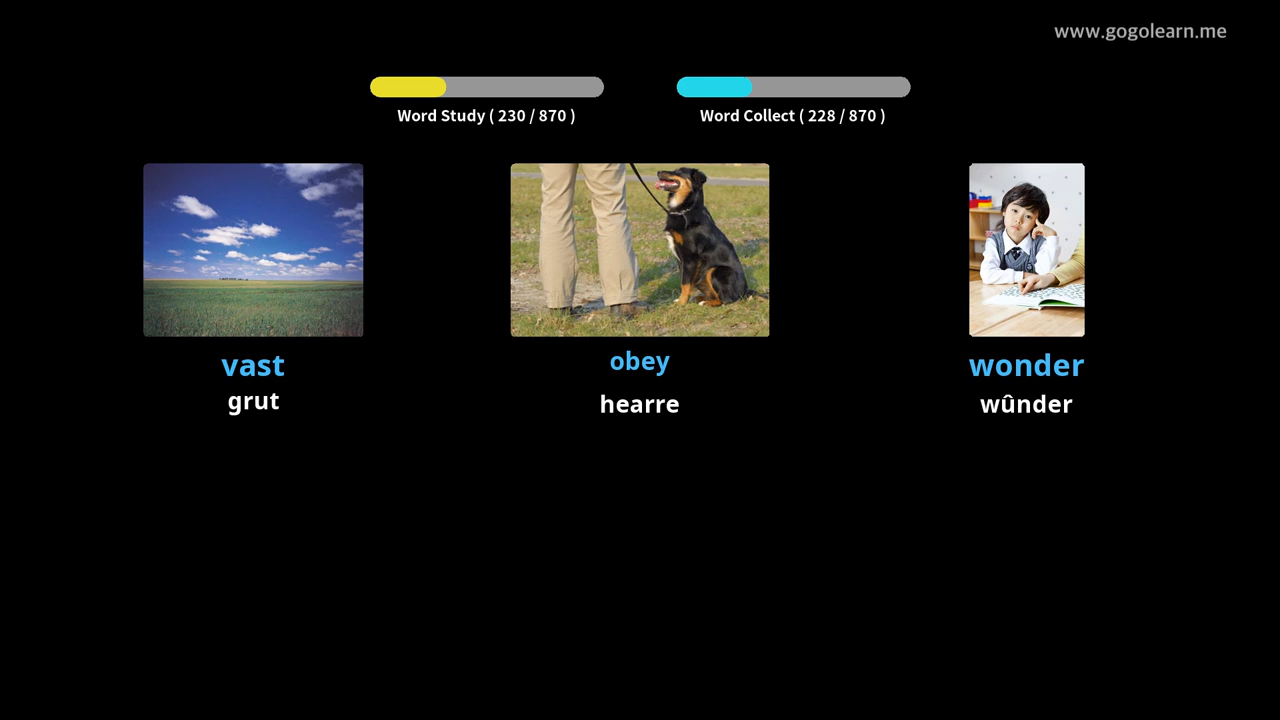 www.gogolearn.me
Word Study ( 230 / 870 )
Word Collect ( 228 / 870 )
vast
grut
obey
hearre
wonder
wûnder